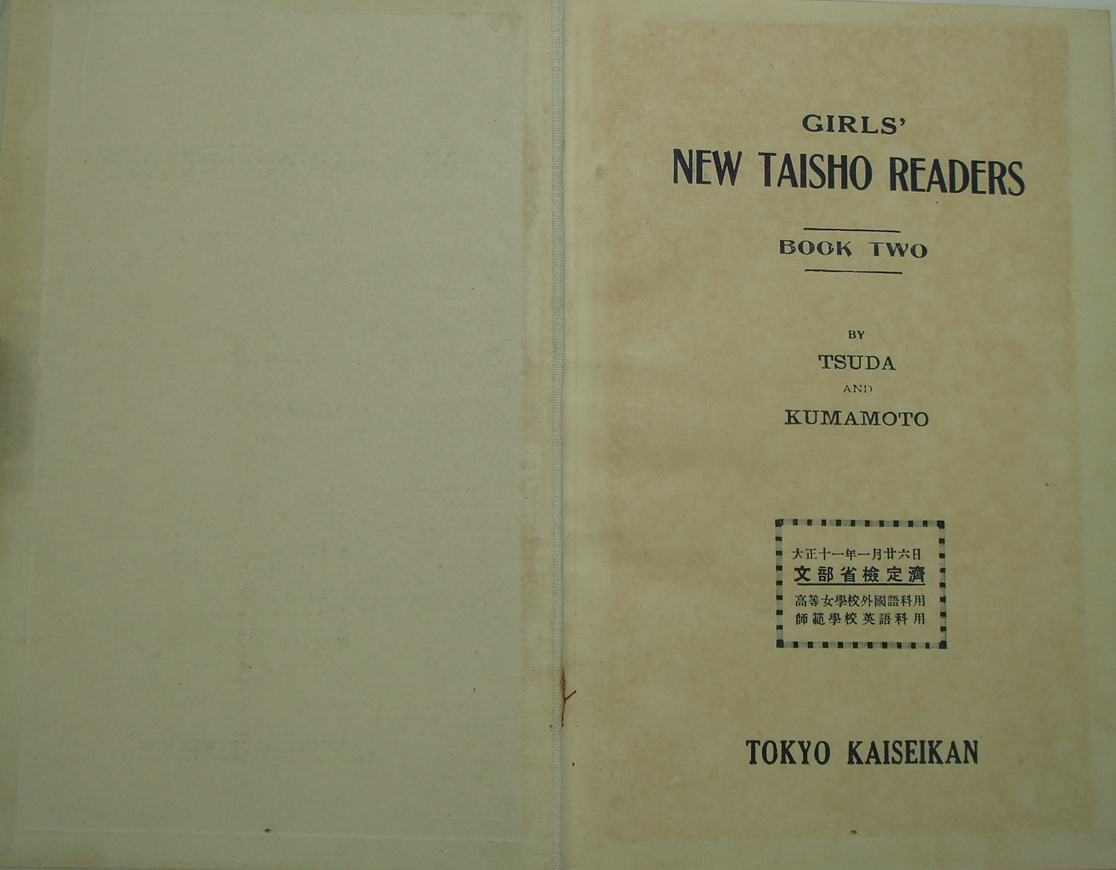 GIRLS'
NEW TAISHO READERS
BOOK TWO
BY
TSUDA
AND
KUMAMOTO
大正十一年一月廿六日
文部省檢定濟
高等女學校外國語科用
師範學校英語科用
TOKYO KAISEIKAN